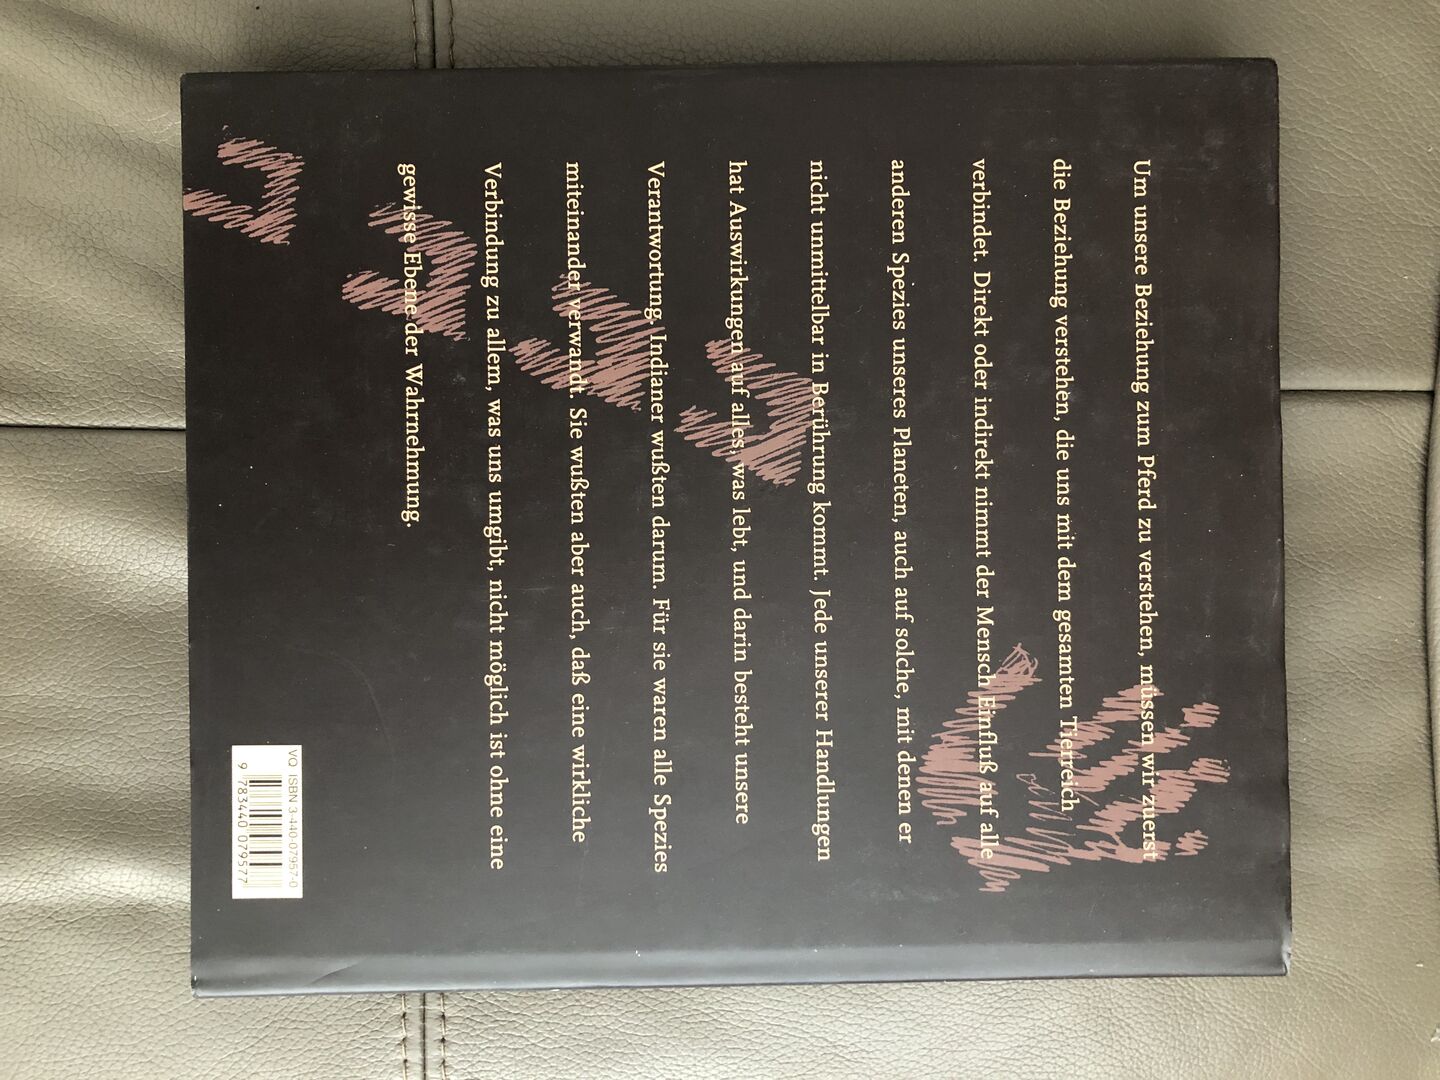 Um unsere Beziehung zum Pferd zu verstehen, müssen wir zuerst
die Beziehung verstehen, die uns mit dem gesamten Tierreich
verbindet. Direkt oder indirekt nimmt der Mensch Einfluß auf alle
anderen Spezies unseres Planeten, auch auf solche, mit denen er
nicht unmittelbar in Berührung kommt. Jede unserer Handlungen
hat Auswirkungen auf alles, was lebt, und darin besteht unsere
Verantwortung. Indianer wußten darum. Für sie waren alle Spezies
miteinander verwandt. Sie wußten aber auch, daß eine wirkliche
Verbindung zu allem, was uns umgibt, nicht möglich ist ohne eine
gewisse Ebene der Wahrnehmung.
VQ ISBN 3-440-07957-0
9 783440 079577